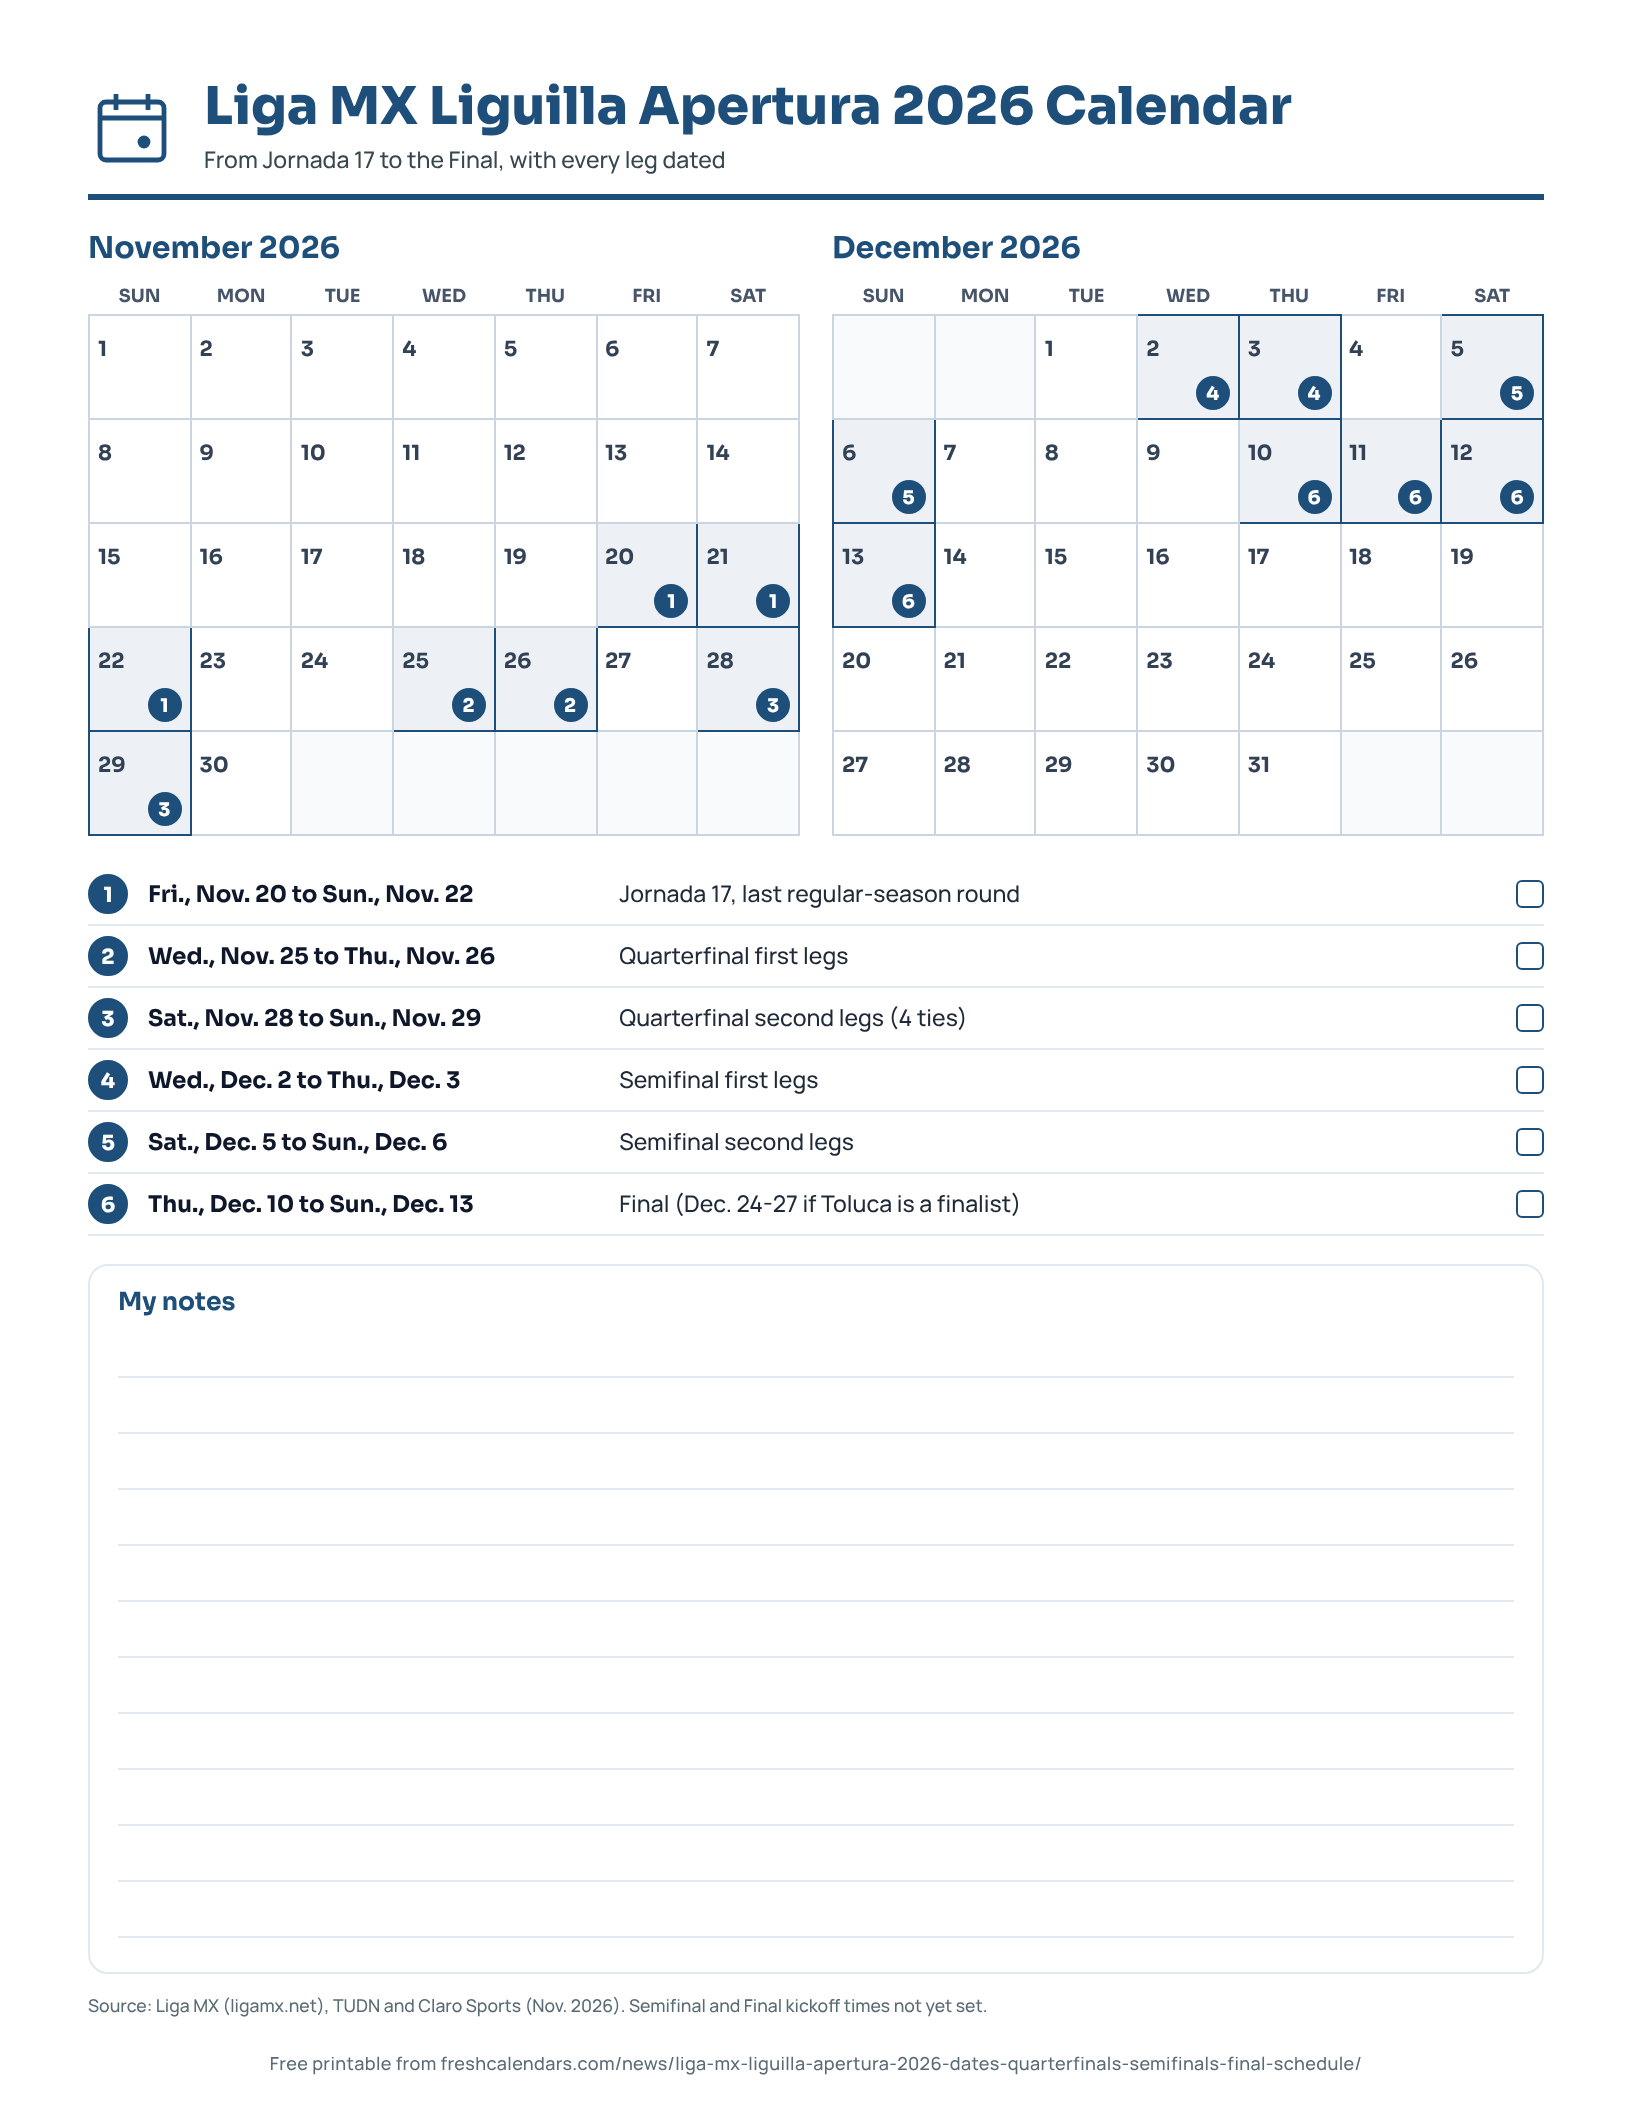 Liga MX Liguilla Apertura 2026 Calendar
From Jornada 17 to the Final, with every leg dated
November 2026
SUN MON TUE WED THU FRI SAT
1 2 3 4 5 6 7
8 9 10 11 12 13 14
15 16 17 18 19 20 21
1 1
22 23 24 25 26 27 28
1 2 2 3
29 30
3
December 2026
SUN MON TUE WED THU FRI SAT
1 2 3 4 5
4 4 5
6 7 8 9 10 11 12
5 6 6 6
13 14 15 16 17 18 19
6
20 21 22 23 24 25 26
27 28 29 30 31
1 Fri., Nov. 20 to Sun., Nov. 22 Jornada 17, last regular-season round
2 Wed., Nov. 25 to Thu., Nov. 26 Quarterfinal first legs
3 Sat., Nov. 28 to Sun., Nov. 29 Quarterfinal second legs (4 ties)
4 Wed., Dec. 2 to Thu., Dec. 3 Semifinal first legs
5 Sat., Dec. 5 to Sun., Dec. 6 Semifinal second legs
6 Thu., Dec. 10 to Sun., Dec. 13 Final (Dec. 24-27 if Toluca is a finalist)
My notes
Source: Liga MX (ligamx.net), TUDN and Claro Sports (Nov. 2026). Semifinal and Final kickoff times not yet set.
Free printable from freshcalendars.com/news/liga-mx-liguilla-apertura-2026-dates-quarterfinals-semifinals-final-schedule/